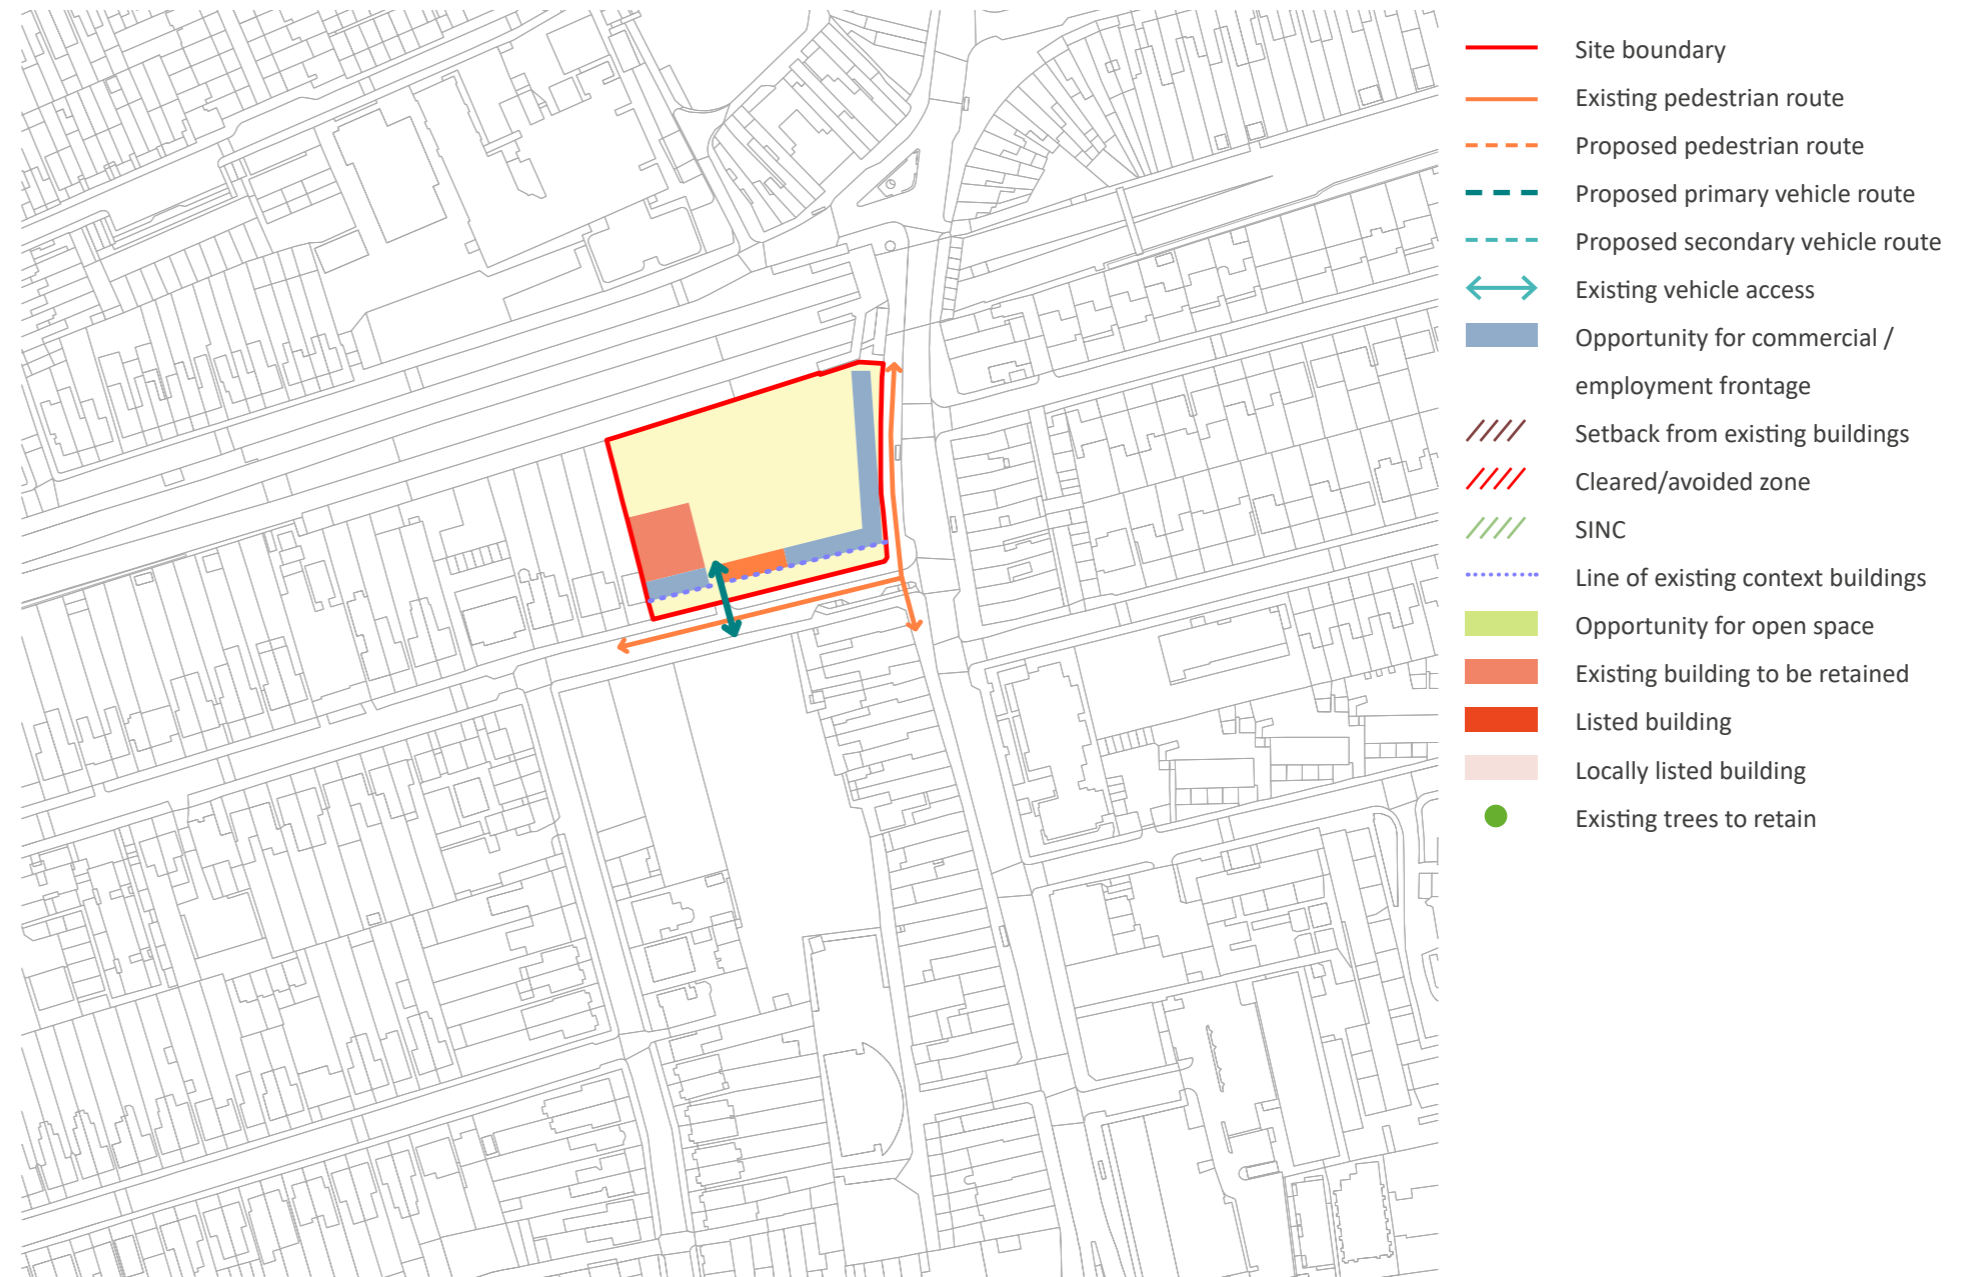 Site boundary
Existing pedestrian route
Proposed pedestrian route
Proposed primary vehicle route
Proposed secondary vehicle route
Existing vehicle access
Opportunity for commercial /
employment frontage
Setback from existing buildings
Cleared/avoided zone
SINC
Line of existing context buildings
Opportunity for open space
Existing building to be retained
Listed building
Locally listed building
Existing trees to retain